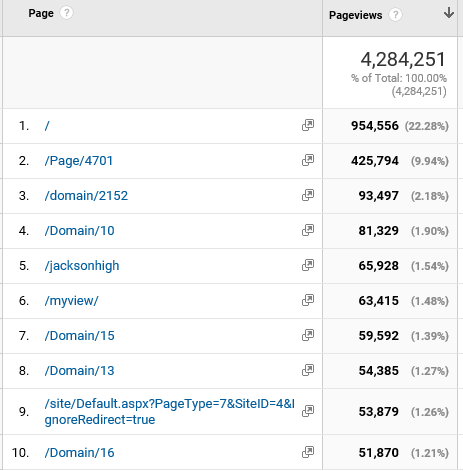 Page ? Pageviews ?
4,284,251
% of Total: 100.00%
(4,284,251)
1. / 954,556 (22.28%)
2. /Page/4701 425,794 (9.94%)
3. /domain/2152 93,497 (2.18%)
4. /Domain/10 81,329 (1.90%)
5. /jacksonhigh 65,928 (1.54%)
6. /myview/ 63,415 (1.48%)
7. /Domain/15 59,592 (1.39%)
8. /Domain/13 54,385 (1.27%)
9. /site/Default.aspx?PageType=7&SiteID=4&I
gnoreRedirect=true 53,879 (1.26%)
10. /Domain/16 51,870 (1.21%)